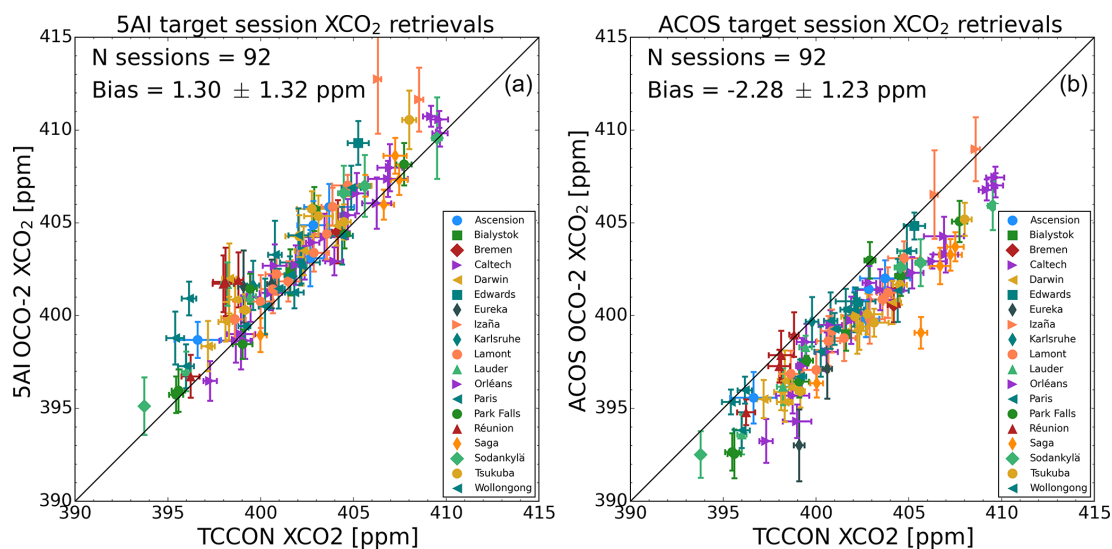 5AI target session XCO₂ retrievals
N sessions = 92
Bias = 1.30 ± 1.32 ppm
(a)
5AI OCO-2 XCO₂ [ppm]
415
410
405
400
395
390
390 395 400 405 410 415
TCCON XCO2 [ppm]
Ascension
Bialystok
Bremen
Caltech
Darwin
Edwards
Eureka
Izaña
Karlsruhe
Lamont
Lauder
Orléans
Paris
Park Falls
Réunion
Saga
Sodankylä
Tsukuba
Wollongong
ACOS target session XCO₂ retrievals
N sessions = 92
Bias = -2.28 ± 1.23 ppm
(b)
ACOS OCO-2 XCO₂ [ppm]
415
410
405
400
395
390
390 395 400 405 410 415
TCCON XCO2 [ppm]
Ascension
Bialystok
Bremen
Caltech
Darwin
Edwards
Eureka
Izaña
Karlsruhe
Lamont
Lauder
Orléans
Paris
Park Falls
Réunion
Saga
Sodankylä
Tsukuba
Wollongong